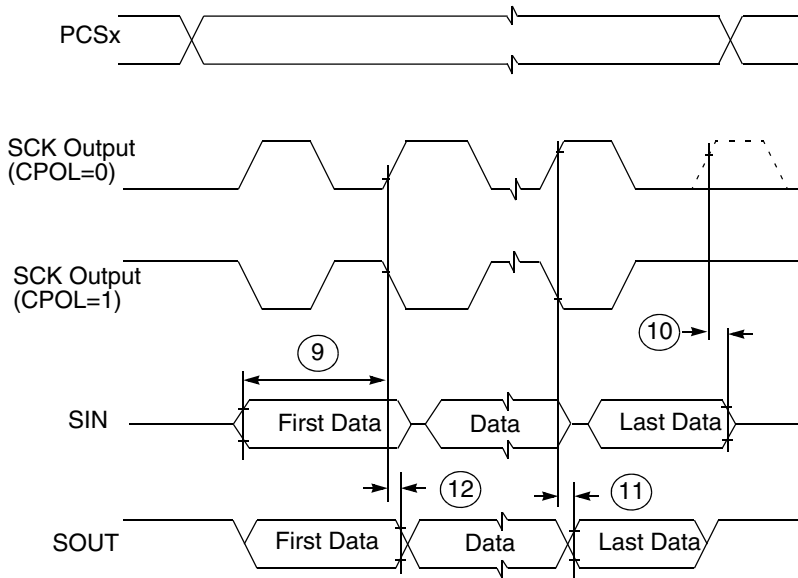 PCSx
SCK Output
(CPOL=0)
SCK Output
(CPOL=1)
10
9
SIN
First Data
Data
Last Data
12
11
SOUT
First Data
Data
Last Data